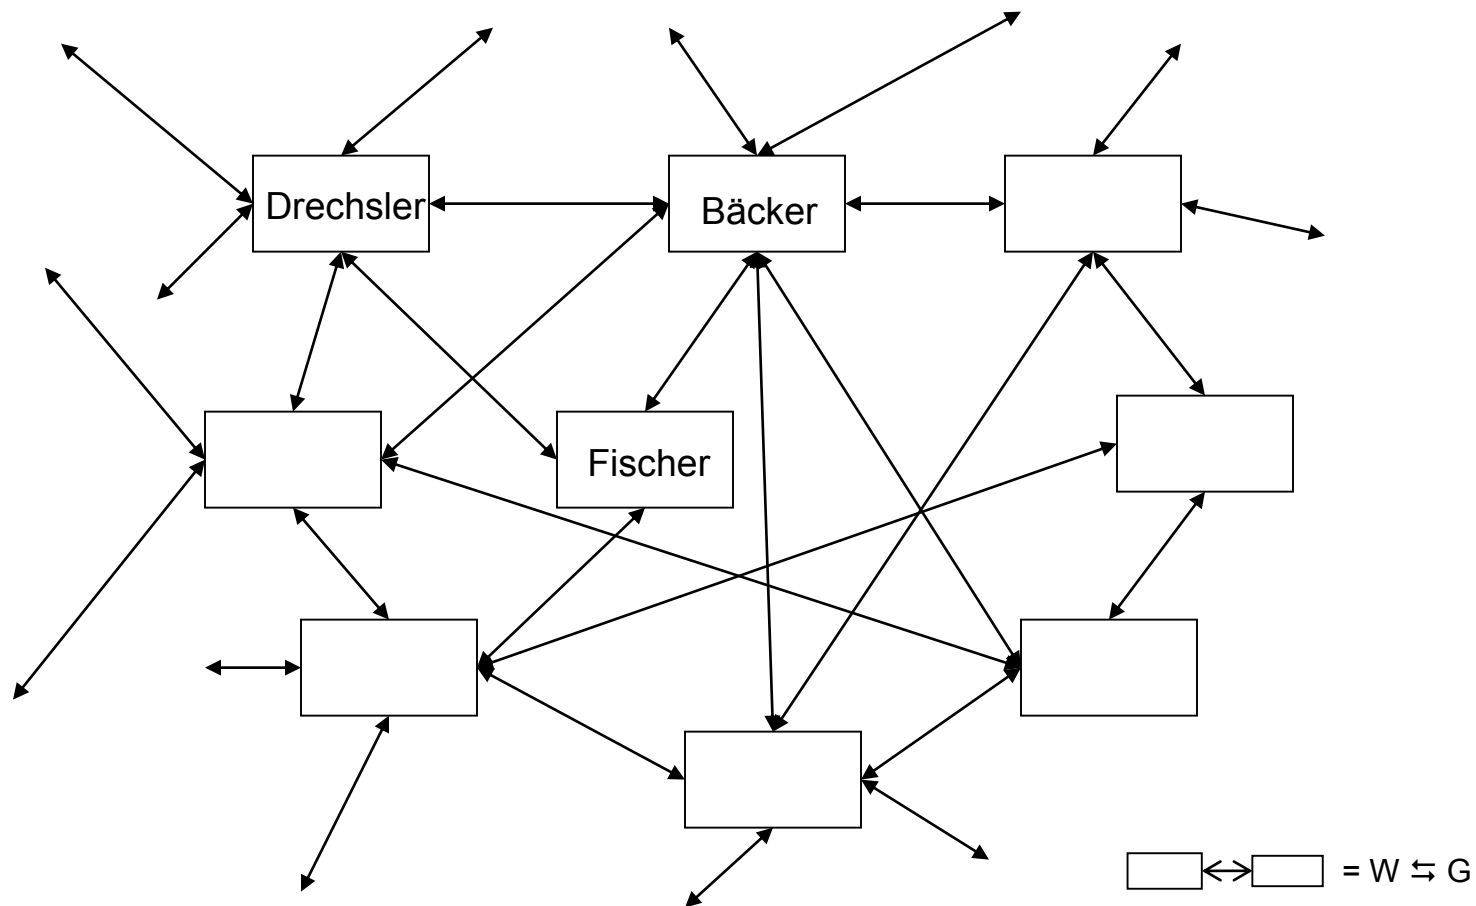 Drechsler
Bäcker
Fischer
= W ⇆ G